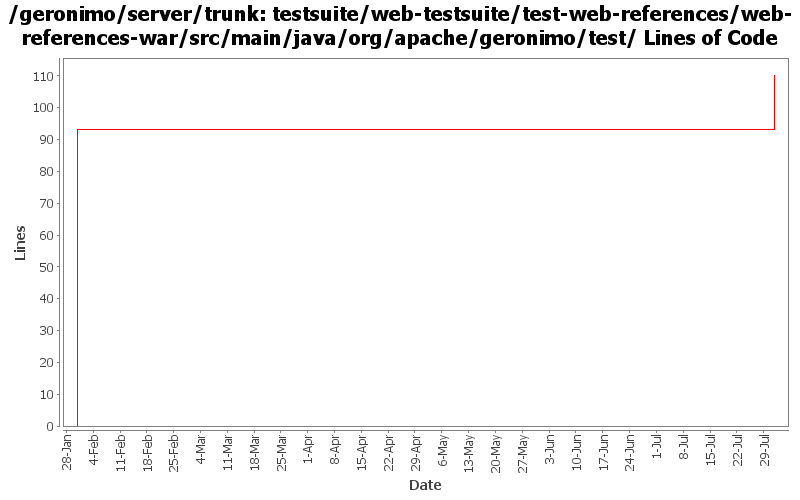 /geronimo/server/trunk: testsuite/web-testsuite/test-web-references/web-
references-war/src/main/java/org/apache/geronimo/test/ Lines of Code
110
100
90
80
70
60
50
40
30
20
10
0
Lines
28-Jan
4-Feb
11-Feb
18-Feb
25-Feb
4-Mar
11-Mar
18-Mar
25-Mar
1-Apr
8-Apr
15-Apr
22-Apr
29-Apr
6-May
13-May
20-May
27-May
3-Jun
10-Jun
17-Jun
24-Jun
1-Jul
8-Jul
15-Jul
22-Jul
29-Jul
Date